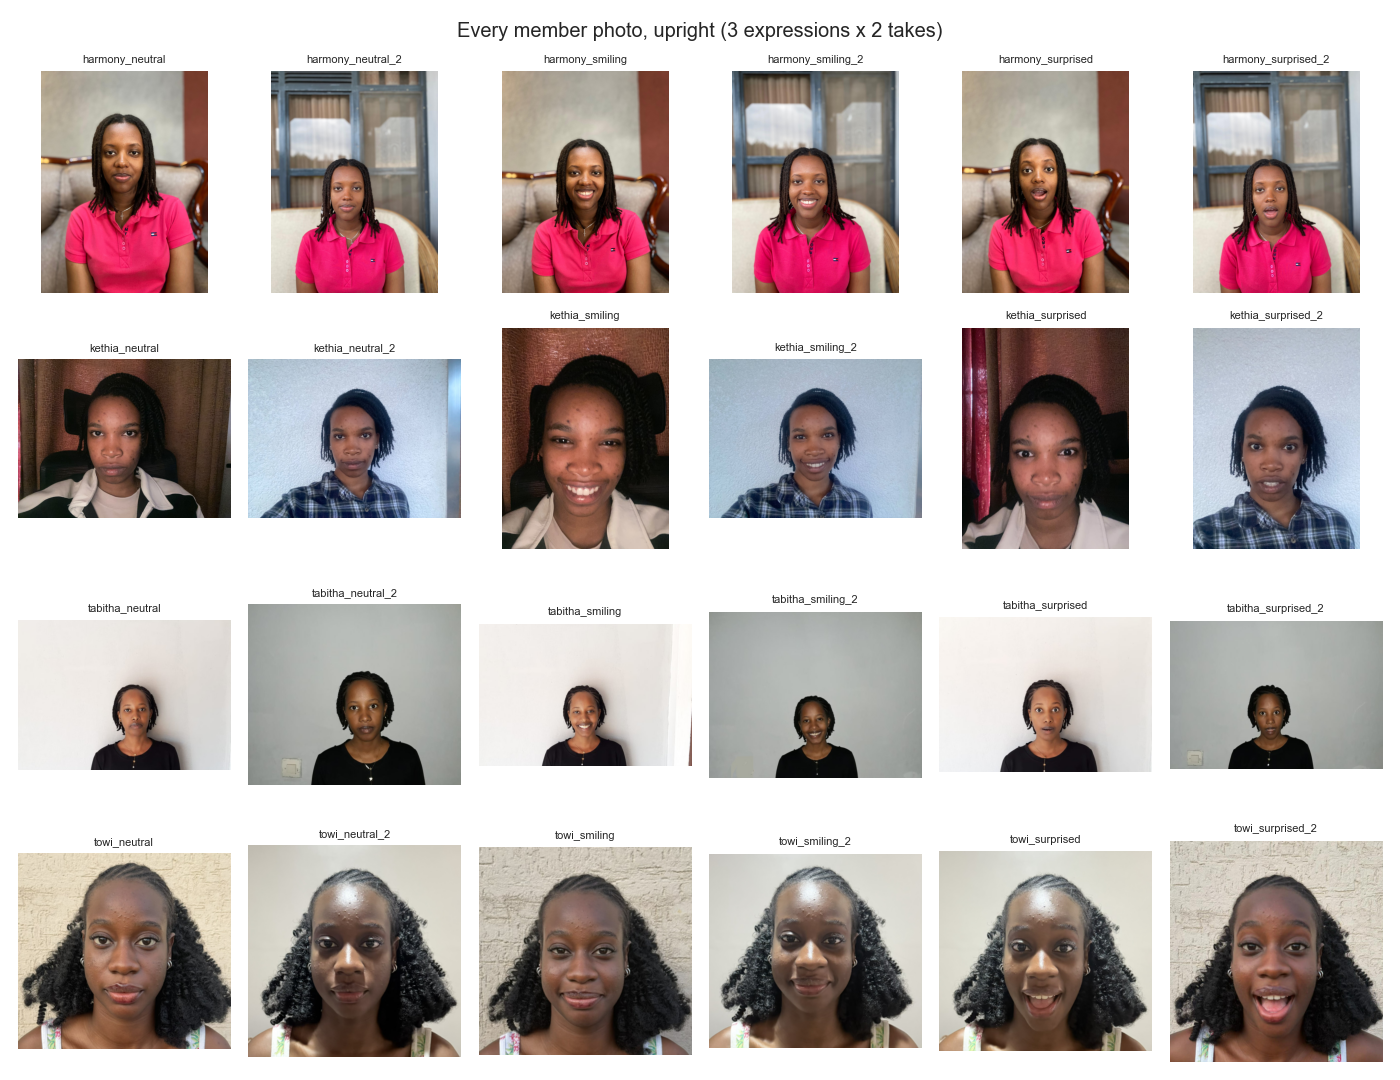 Every member photo, upright (3 expressions x 2 takes)
harmony_neutral harmony_neutral_2 harmony_smiling harmony_smiling_2 harmony_surprised harmony_surprised_2
kethia_neutral kethia_neutral_2 kethia_smiling kethia_smiling_2 kethia_surprised kethia_surprised_2
tabitha_neutral tabitha_neutral_2 tabitha_smiling tabitha_smiling_2 tabitha_surprised tabitha_surprised_2
towi_neutral towi_neutral_2 towi_smiling towi_smiling_2 towi_surprised towi_surprised_2